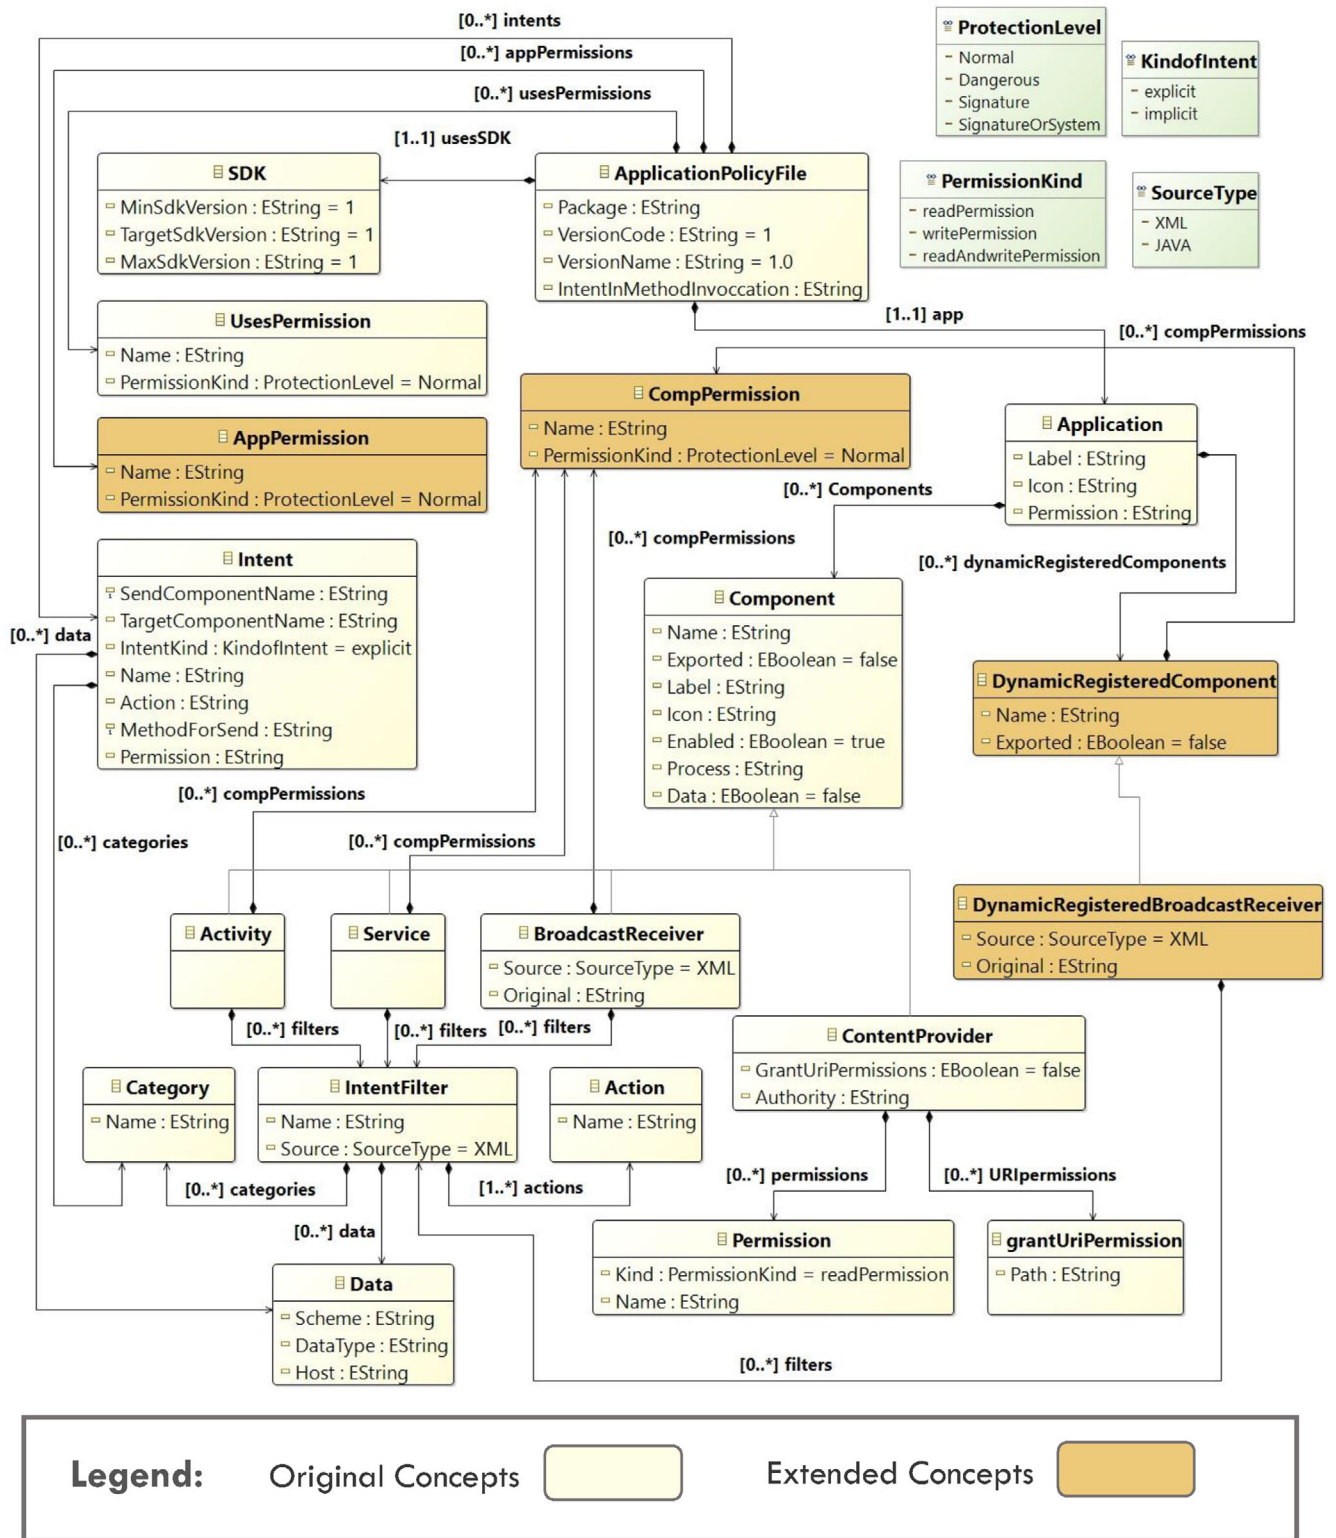 [0..*] intents
[0..*] appPermissions
[0..*] usesPermissions
[1..1] usesSDK
ProtectionLevel
Normal
Dangerous
Signature
SignatureOrSystem
KindofIntent
explicit
implicit
PermissionKind
readPermission
writePermission
readAndwritePermission
SourceType
XML
JAVA
SDK
MinSdkVersion : EString = 1
TargetSdkVersion : EString = 1
MaxSdkVersion : EString = 1
ApplicationPolicyFile
Package : EString
VersionCode : EString = 1
VersionName : EString = 1.0
IntentInMethodInvoccation : EString
[1..1] app
[0..*] compPermissions
UsesPermission
Name : EString
PermissionKind : ProtectionLevel = Normal
CompPermission
Name : EString
PermissionKind : ProtectionLevel = Normal
Application
Label : EString
Icon : EString
Permission : EString
AppPermission
Name : EString
PermissionKind : ProtectionLevel = Normal
[0..*] Components
[0..*] compPermissions
[0..*] dynamicRegisteredComponents
Intent
SendComponentName : EString
TargetComponentName : EString
IntentKind : KindofIntent = explicit
Name : EString
Action : EString
MethodForSend : EString
Permission : EString
[0..*] data
Component
Name : EString
Exported : EBoolean = false
Label : EString
Icon : EString
Enabled : EBoolean = true
Process : EString
Data : EBoolean = false
DynamicRegisteredComponent
Name : EString
Exported : EBoolean = false
[0..*] compPermissions
[0..*] categories
[0..*] compPermissions
Activity
Service
BroadcastReceiver
Source : SourceType = XML
Original : EString
DynamicRegisteredBroadcastReceiver
Source : SourceType = XML
Original : EString
[0..*] filters
[0..*] filters
[0..*] filters
ContentProvider
GrantUriPermissions : EBoolean = false
Authority : EString
Category
Name : EString
IntentFilter
Name : EString
Source : SourceType = XML
Action
Name : EString
[0..*] categories
[1..*] actions
[0..*] permissions
[0..*] URIpermissions
[0..*] data
Permission
Kind : PermissionKind = readPermission
Name : EString
grantUriPermission
Path : EString
Data
Scheme : EString
DataType : EString
Host : EString
[0..*] filters
Legend:
Original Concepts
Extended Concepts